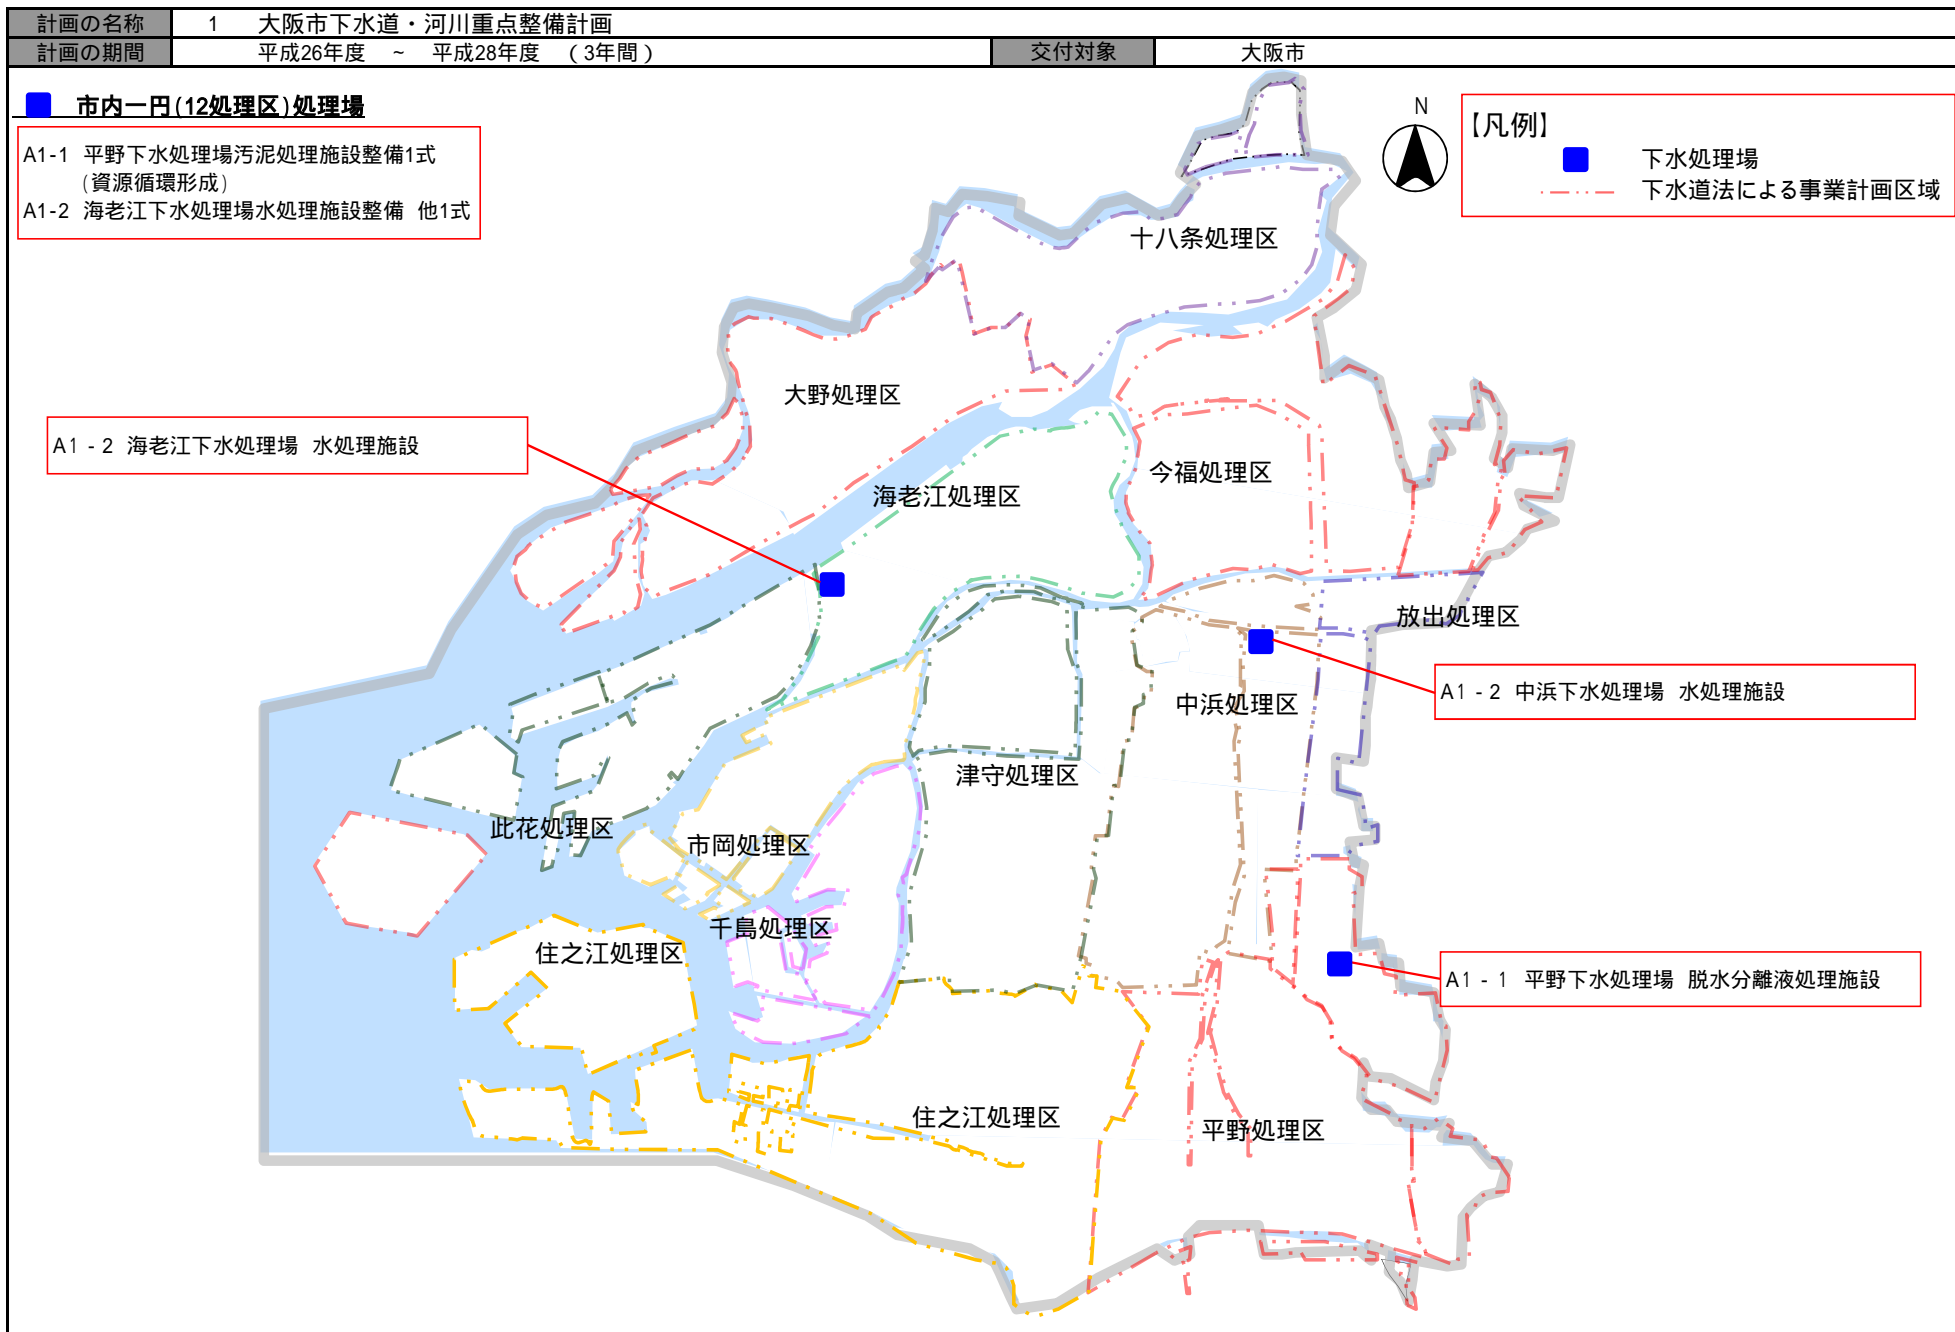 計画の名称 1 大阪市下水道・河川重点整備計画
計画の期間 平成26年度 ～ 平成28年度 （3年間） 交付対象 大阪市
市内一円(12処理区)処理場
A1-1 平野下水処理場汚泥処理施設整備1式
(資源循環形成)
A1-2 海老江下水処理場水処理施設整備 他1式
N
【凡例】
下水処理場
下水道法による事業計画区域
十八条処理区
大野処理区
A1-2 海老江下水処理場 水処理施設
今福処理区
海老江処理区
放出処理区
A1-2 中浜下水処理場 水処理施設
中浜処理区
津守処理区
此花処理区
市岡処理区
千島処理区
住之江処理区
A1-1 平野下水処理場 脱水分離液処理施設
住之江処理区
平野処理区